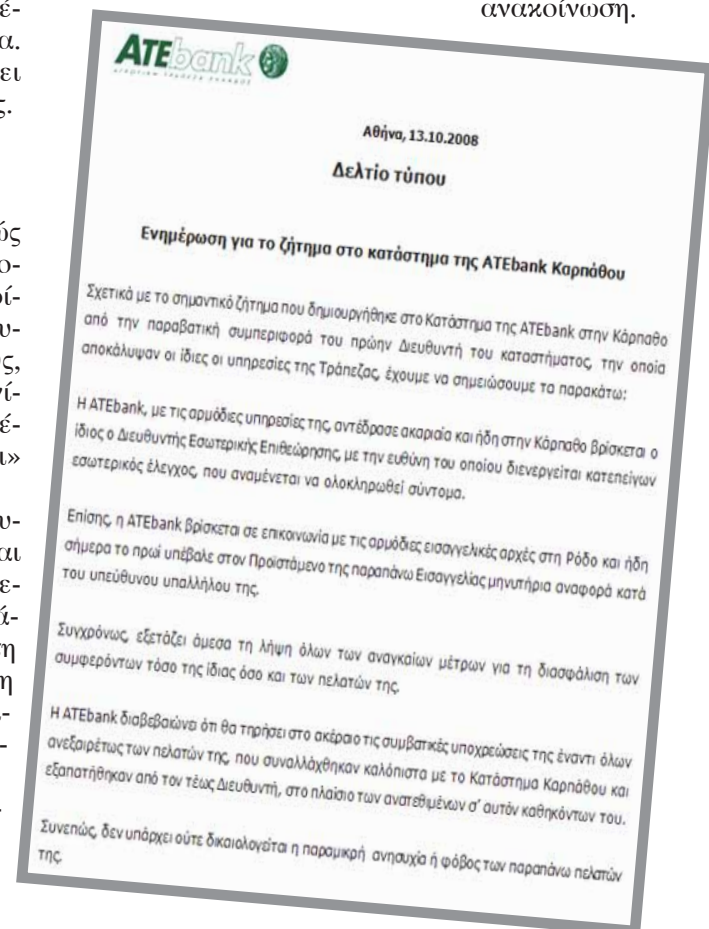 ανακοίνωση.
έ-
α.
ει
ς.
ώς
ο-
ρί-
υ-
ς,
νί-
έ-
ι»
υ-
αι
ε-
ά-
η
η
-
-
.
ATEbank
ΑΓΡΟΤΙΚΗ ΤΡΑΠΕΖΑ ΕΛΛΑΔΟΣ
Αθήνα, 13.10.2008
Δελτίο τύπου
Ενημέρωση για το ζήτημα στο κατάστημα της ATEbank Καρπάθου
Σχετικά με το σημαντικό ζήτημα που δημιουργήθηκε στο Κατάστημα της ATEbank στην Κάρπαθο
από την παραβατική συμπεριφορά του πρώην Διευθυντή του καταστήματος, την οποία
αποκάλυψαν οι ίδιες οι υπηρεσίες της Τράπεζας, έχουμε να σημειώσουμε τα παρακάτω:
Η ATEbank, με τις αρμόδιες υπηρεσίες της, αντέδρασε ακαριαία και ήδη στην Κάρπαθο βρίσκεται ο
ίδιος ο Διευθυντής Εσωτερικής Επιθεώρησης, με την ευθύνη του οποίου διενεργείται κατεπείγων
εσωτερικός έλεγχος, που αναμένεται να ολοκληρωθεί σύντομα.
Επίσης, η ATEbank βρίσκεται σε επικοινωνία με τις αρμόδιες εισαγγελικές αρχές στη Ρόδο και ήδη
σήμερα το πρωί υπέβαλε στον Προϊστάμενο της παραπάνω Εισαγγελίας μηνυτήρια αναφορά κατά
του υπεύθυνου υπαλλήλου της.
Συγχρόνως, εξετάζει άμεσα τη λήψη όλων των αναγκαίων μέτρων για τη διασφάλιση των
συμφερόντων τόσο της ίδιας όσο και των πελατών της.
Η ATEbank διαβεβαιώνει ότι θα τηρήσει στο ακέραιο τις συμβατικές υποχρεώσεις της έναντι όλων
ανεξαιρέτως των πελατών της, που συναλλάχθηκαν καλόπιστα με το Κατάστημα Καρπάθου και
εξαπατήθηκαν από τον τέως Διευθυντή, στο πλαίσιο των ανατεθιμένων σ' αυτόν καθηκόντων του.
Συνεπώς, δεν υπάρχει ούτε δικαιολογείται η παραμικρή ανησυχία ή φόβος των παραπάνω πελατών
της.